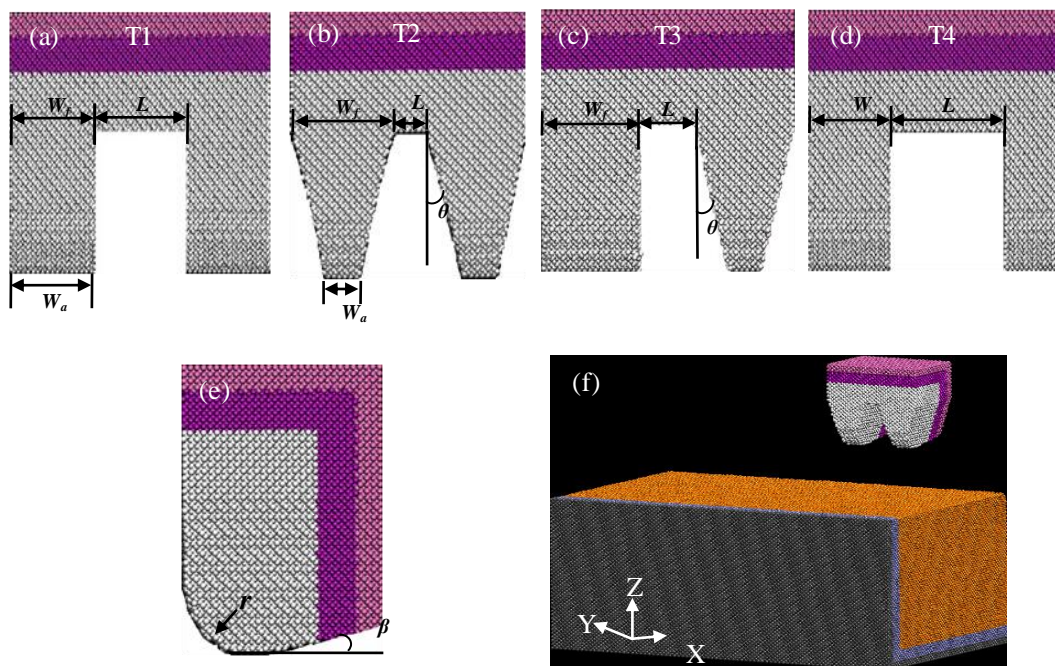 (a) T1
W_f L
W_a
(b) T2
W_f L
θ
W_a
(c) T3
W_f L
θ
(d) T4
W L
(e)
r
β
(f)
Z
Y
X